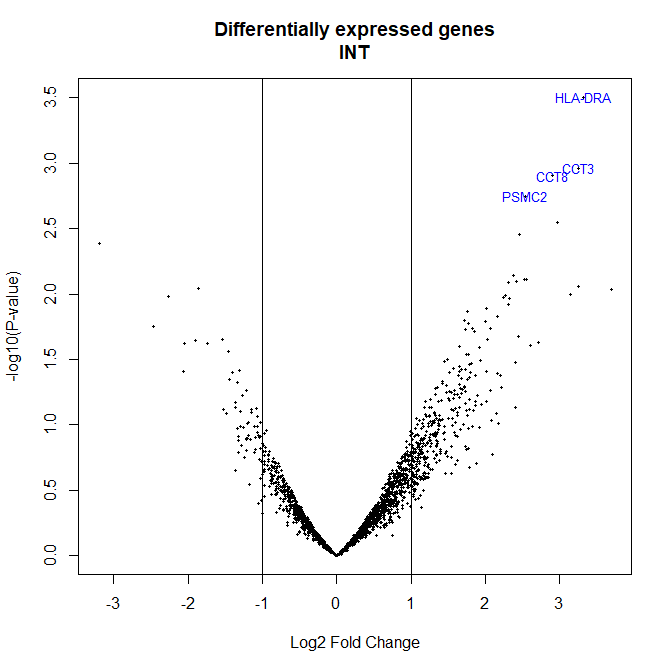 Differentially expressed genes
INT
3.5
3.0
2.5
2.0
1.5
1.0
0.5
0.0
-log10(P-value)
HLA-DRA
CCT3
CCT8
PSMC2
-3
-2
-1
0
1
2
3
Log2 Fold Change